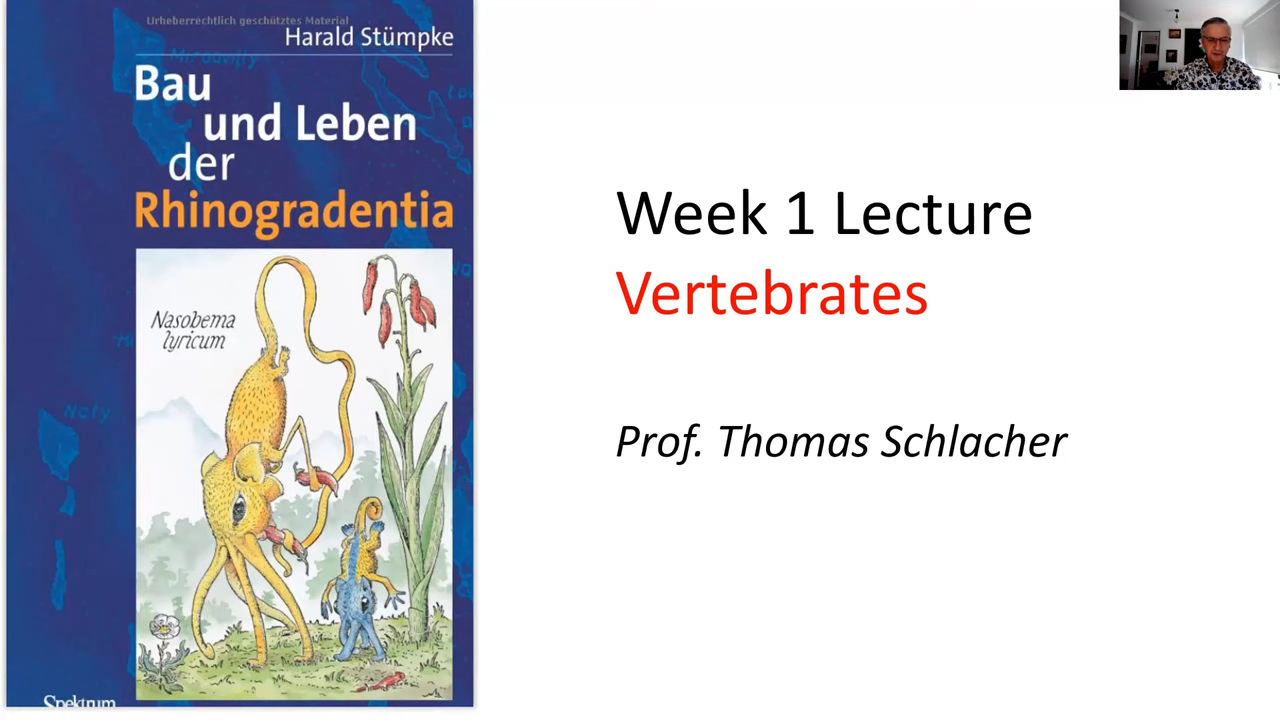 Urheberrechtlich geschütztes Material
Harald Stümpke
Bau
und Leben
der
Rhinogradentia
Nasobema
lyricum
Naty
Spektrum
Week 1 Lecture
Vertebrates
Prof. Thomas Schlacher